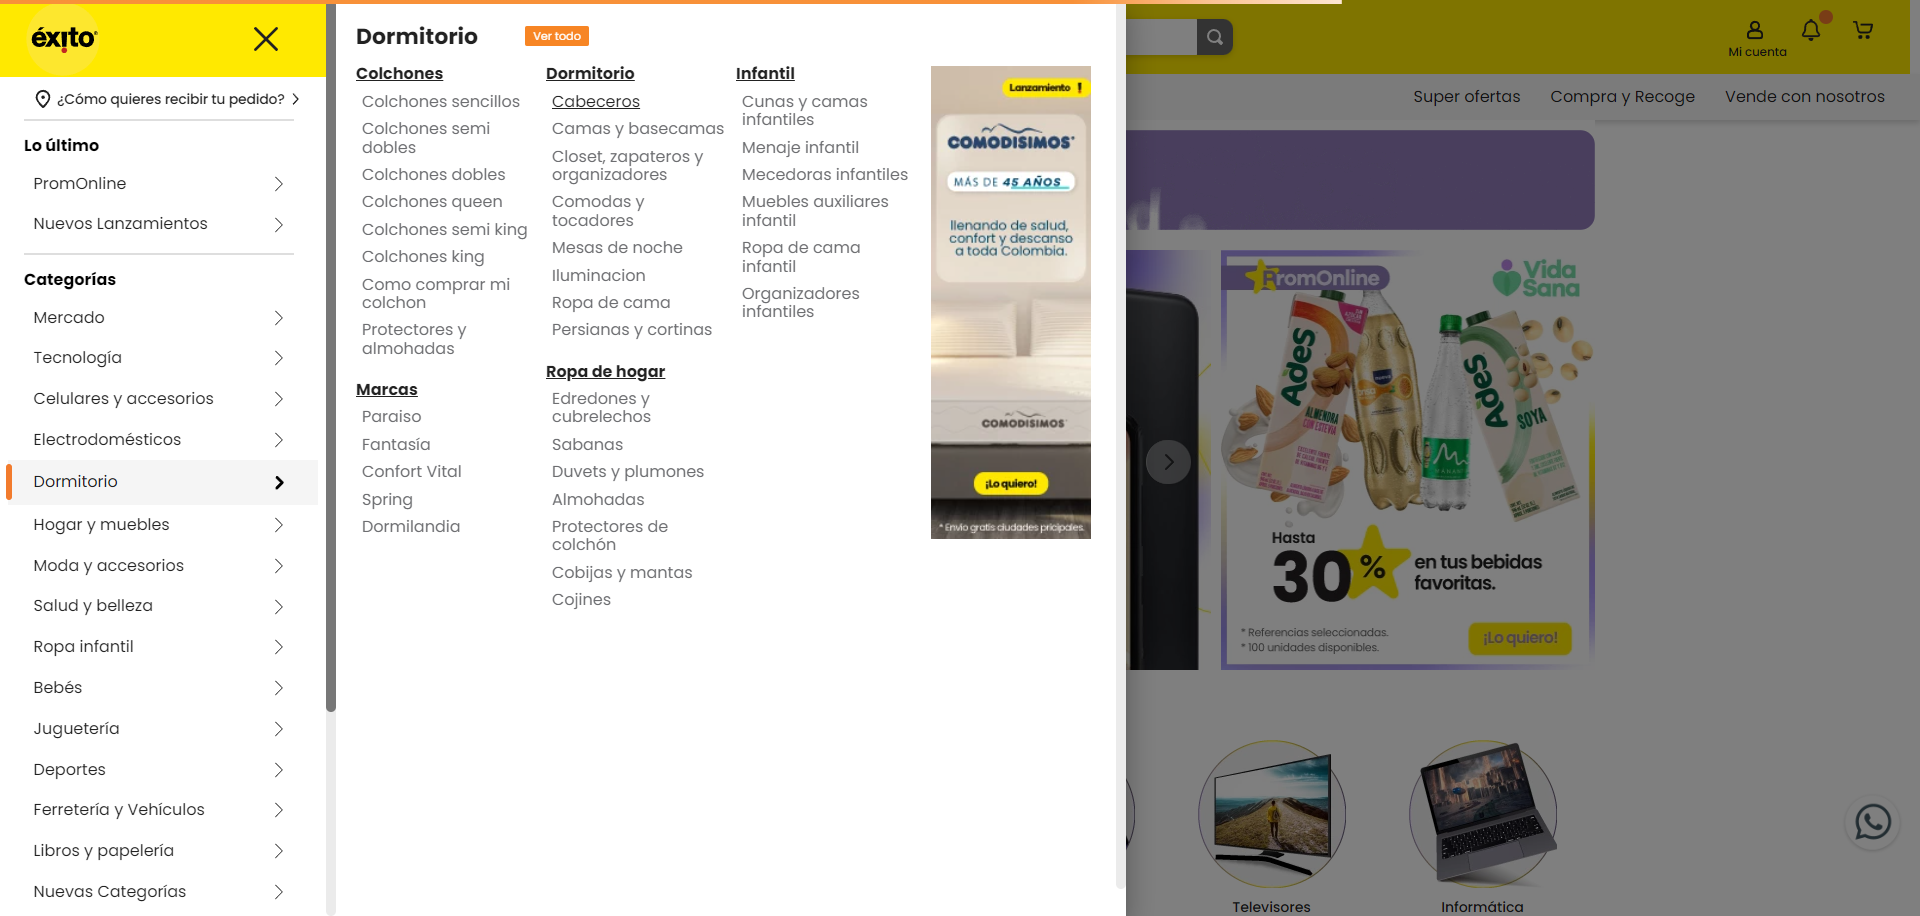 éxito
¿Cómo quieres recibir tu pedido?
Lo último
PromOnline
Nuevos Lanzamientos
Categorías
Mercado
Tecnología
Celulares y accesorios
Electrodomésticos
Dormitorio
Hogar y muebles
Moda y accesorios
Salud y belleza
Ropa infantil
Bebés
Juguetería
Deportes
Ferretería y Vehículos
Libros y papelería
Nuevas Categorías
Dormitorio
Ver todo
Colchones
Colchones sencillos
Colchones semi
dobles
Colchones dobles
Colchones queen
Colchones semi king
Colchones king
Como comprar mi
colchon
Protectores y
almohadas
Marcas
Paraiso
Fantasía
Confort Vital
Spring
Dormilandia
Dormitorio
Cabeceros
Camas y basecamas
Closet, zapateros y
organizadores
Comodas y
tocadores
Mesas de noche
Iluminacion
Ropa de cama
Persianas y cortinas
Ropa de hogar
Edredones y
cubrelechos
Sabanas
Duvets y plumones
Almohadas
Protectores de
colchón
Cobijas y mantas
Cojines
Infantil
Cunas y camas
infantiles
Menaje infantil
Mecedoras infantiles
Muebles auxiliares
infantil
Ropa de cama
infantil
Organizadores
infantiles
Lanzamiento !
COMODISIMOS
MÁS DE 45 AÑOS
llenando de salud,
confort y descanso
a toda Colombia.
COMODISIMOS
¡Lo quiero!
* Envio gratis ciudades pricipales.
Mi cuenta
Super ofertas
Compra y Recoge
Vende con nosotros
PromOnline
Vida
Sana
AdeS
ALMENDRA
CON ESTEVIA
AdeS
SOYA
Hasta
30%
en tus bebidas
favoritas.
* Referencias seleccionadas.
* 100 unidades disponibles.
¡Lo quiero!
Televisores
Informática